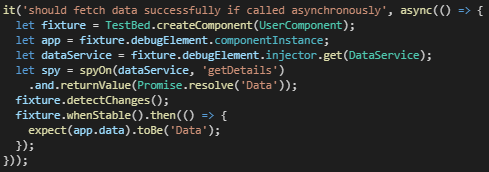 it('should fetch data successfully if called asynchronously', async(() => {
  let fixture = TestBed.createComponent(UserComponent);
  let app = fixture.debugElement.componentInstance;
  let dataService = fixture.debugElement.injector.get(DataService);
  let spy = spyOn(dataService, 'getDetails')
    .and.returnValue(Promise.resolve('Data'));
  fixture.detectChanges();
  fixture.whenStable().then(() => {
    expect(app.data).toBe('Data');
  });
}));